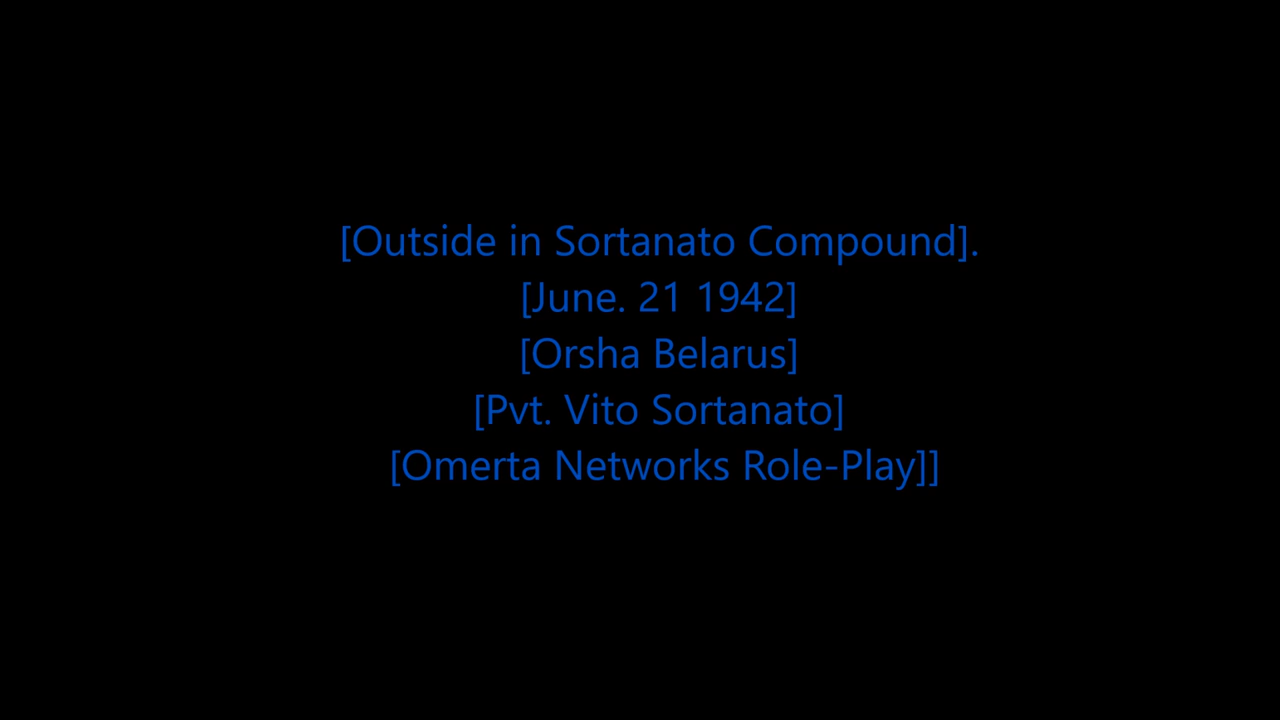 [Outside in Sortanato Compound].
[June. 21 1942]
[Orsha Belarus]
[Pvt. Vito Sortanato]
[Omerta Networks Role-Play]]